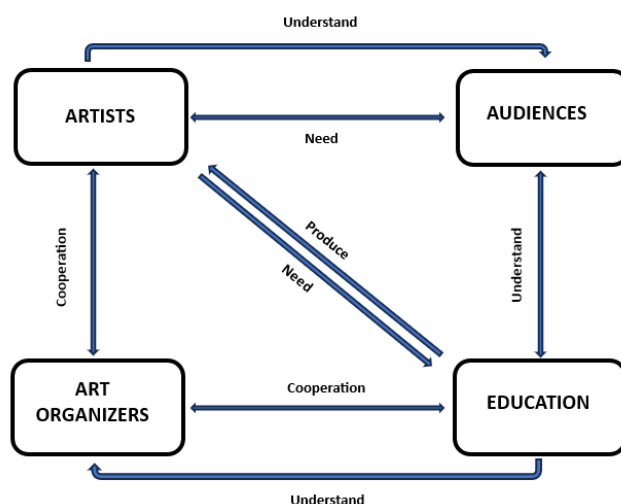 Understand
ARTISTS
AUDIENCES
Need
Cooperation
Produce
Need
Understand
ART
ORGANIZERS
Cooperation
EDUCATION
Understand